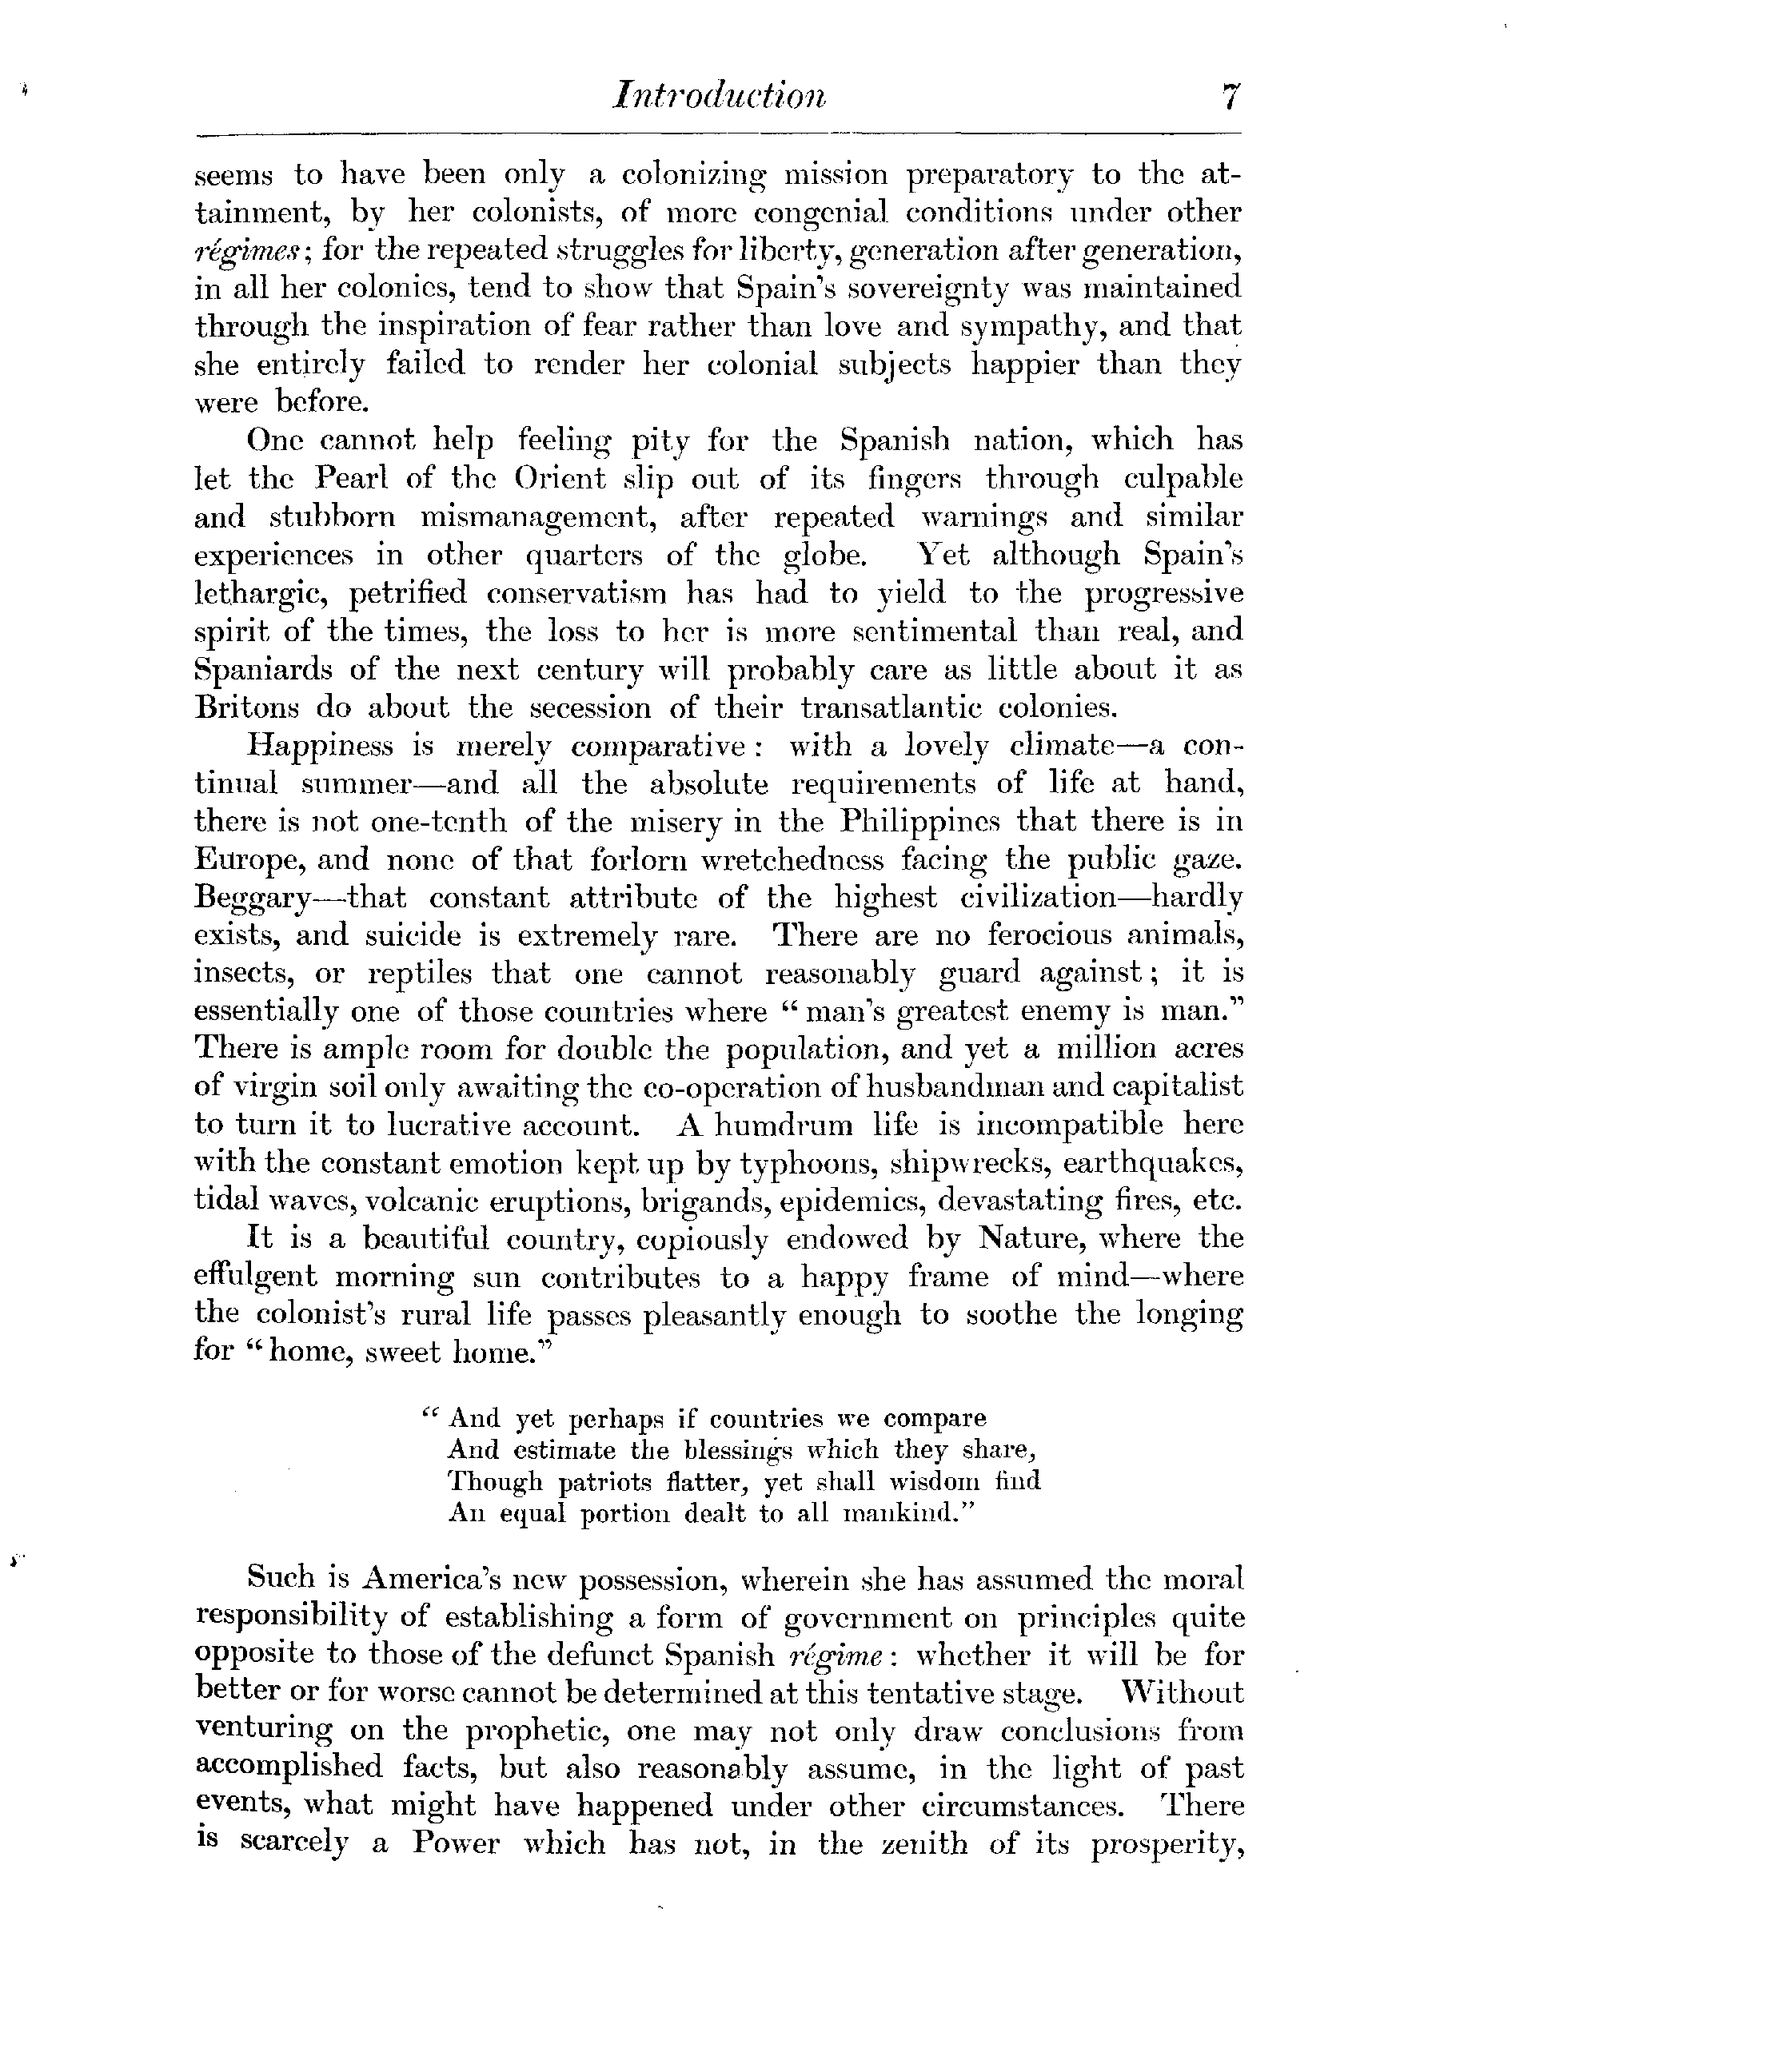 Introduction 7
seems to have been only a colonizing mission preparatory to the at-
tainment, by her colonists, of more congenial conditions under other
régimes; for the repeated struggles for liberty, generation after generation,
in all her colonies, tend to show that Spain's sovereignty was maintained
through the inspiration of fear rather than love and sympathy, and that
she entirely failed to render her colonial subjects happier than they
were before.
One cannot help feeling pity for the Spanish nation, which has
let the Pearl of the Orient slip out of its fingers through culpable
and stubborn mismanagement, after repeated warnings and similar
experiences in other quarters of the globe. Yet although Spain's
lethargic, petrified conservatism has had to yield to the progressive
spirit of the times, the loss to her is more sentimental than real, and
Spaniards of the next century will probably care as little about it as
Britons do about the secession of their transatlantic colonies.
Happiness is merely comparative: with a lovely climate—a con-
tinual summer—and all the absolute requirements of life at hand,
there is not one-tenth of the misery in the Philippines that there is in
Europe, and none of that forlorn wretchedness facing the public gaze.
Beggary—that constant attribute of the highest civilization—hardly
exists, and suicide is extremely rare. There are no ferocious animals,
insects, or reptiles that one cannot reasonably guard against; it is
essentially one of those countries where "man's greatest enemy is man."
There is ample room for double the population, and yet a million acres
of virgin soil only awaiting the co-operation of husbandman and capitalist
to turn it to lucrative account. A humdrum life is incompatible here
with the constant emotion kept up by typhoons, shipwrecks, earthquakes,
tidal waves, volcanic eruptions, brigands, epidemics, devastating fires, etc.
It is a beautiful country, copiously endowed by Nature, where the
effulgent morning sun contributes to a happy frame of mind—where
the colonist's rural life passes pleasantly enough to soothe the longing
for "home, sweet home."
"And yet perhaps if countries we compare
And estimate the blessings which they share,
Though patriots flatter, yet shall wisdom find
An equal portion dealt to all mankind."
Such is America's new possession, wherein she has assumed the moral
responsibility of establishing a form of government on principles quite
opposite to those of the defunct Spanish régime: whether it will be for
better or for worse cannot be determined at this tentative stage. Without
venturing on the prophetic, one may not only draw conclusions from
accomplished facts, but also reasonably assume, in the light of past
events, what might have happened under other circumstances. There
is scarcely a Power which has not, in the zenith of its prosperity,